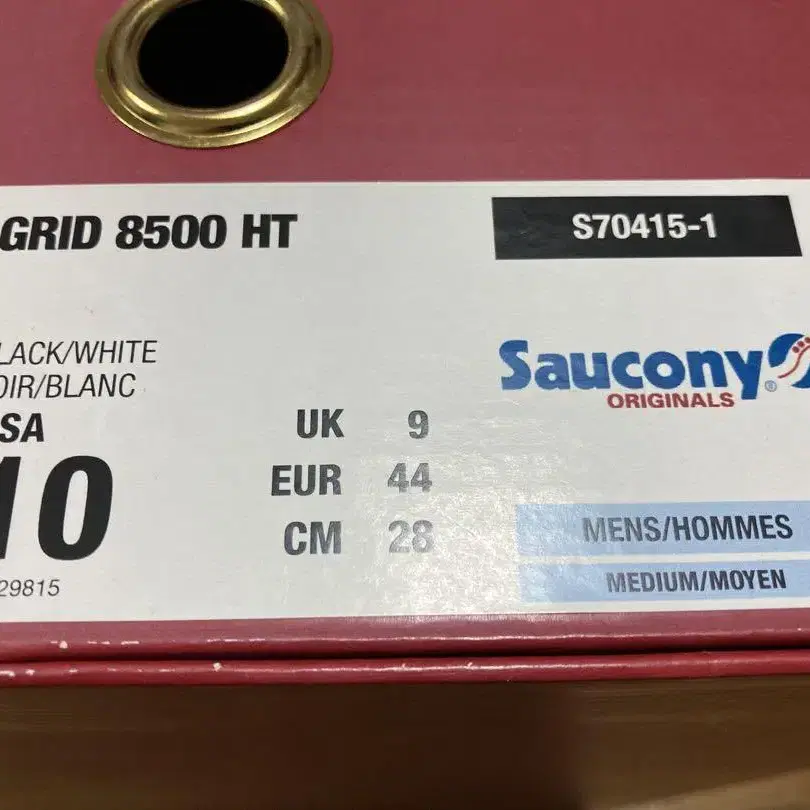 GRID 8500 HT
S70415-1
LACK/WHITE
OIR/BLANC
Saucony®
ORIGINALS
SA
10
UK 9
EUR 44
CM 28
MENS/HOMMES
MEDIUM/MOYEN
29815